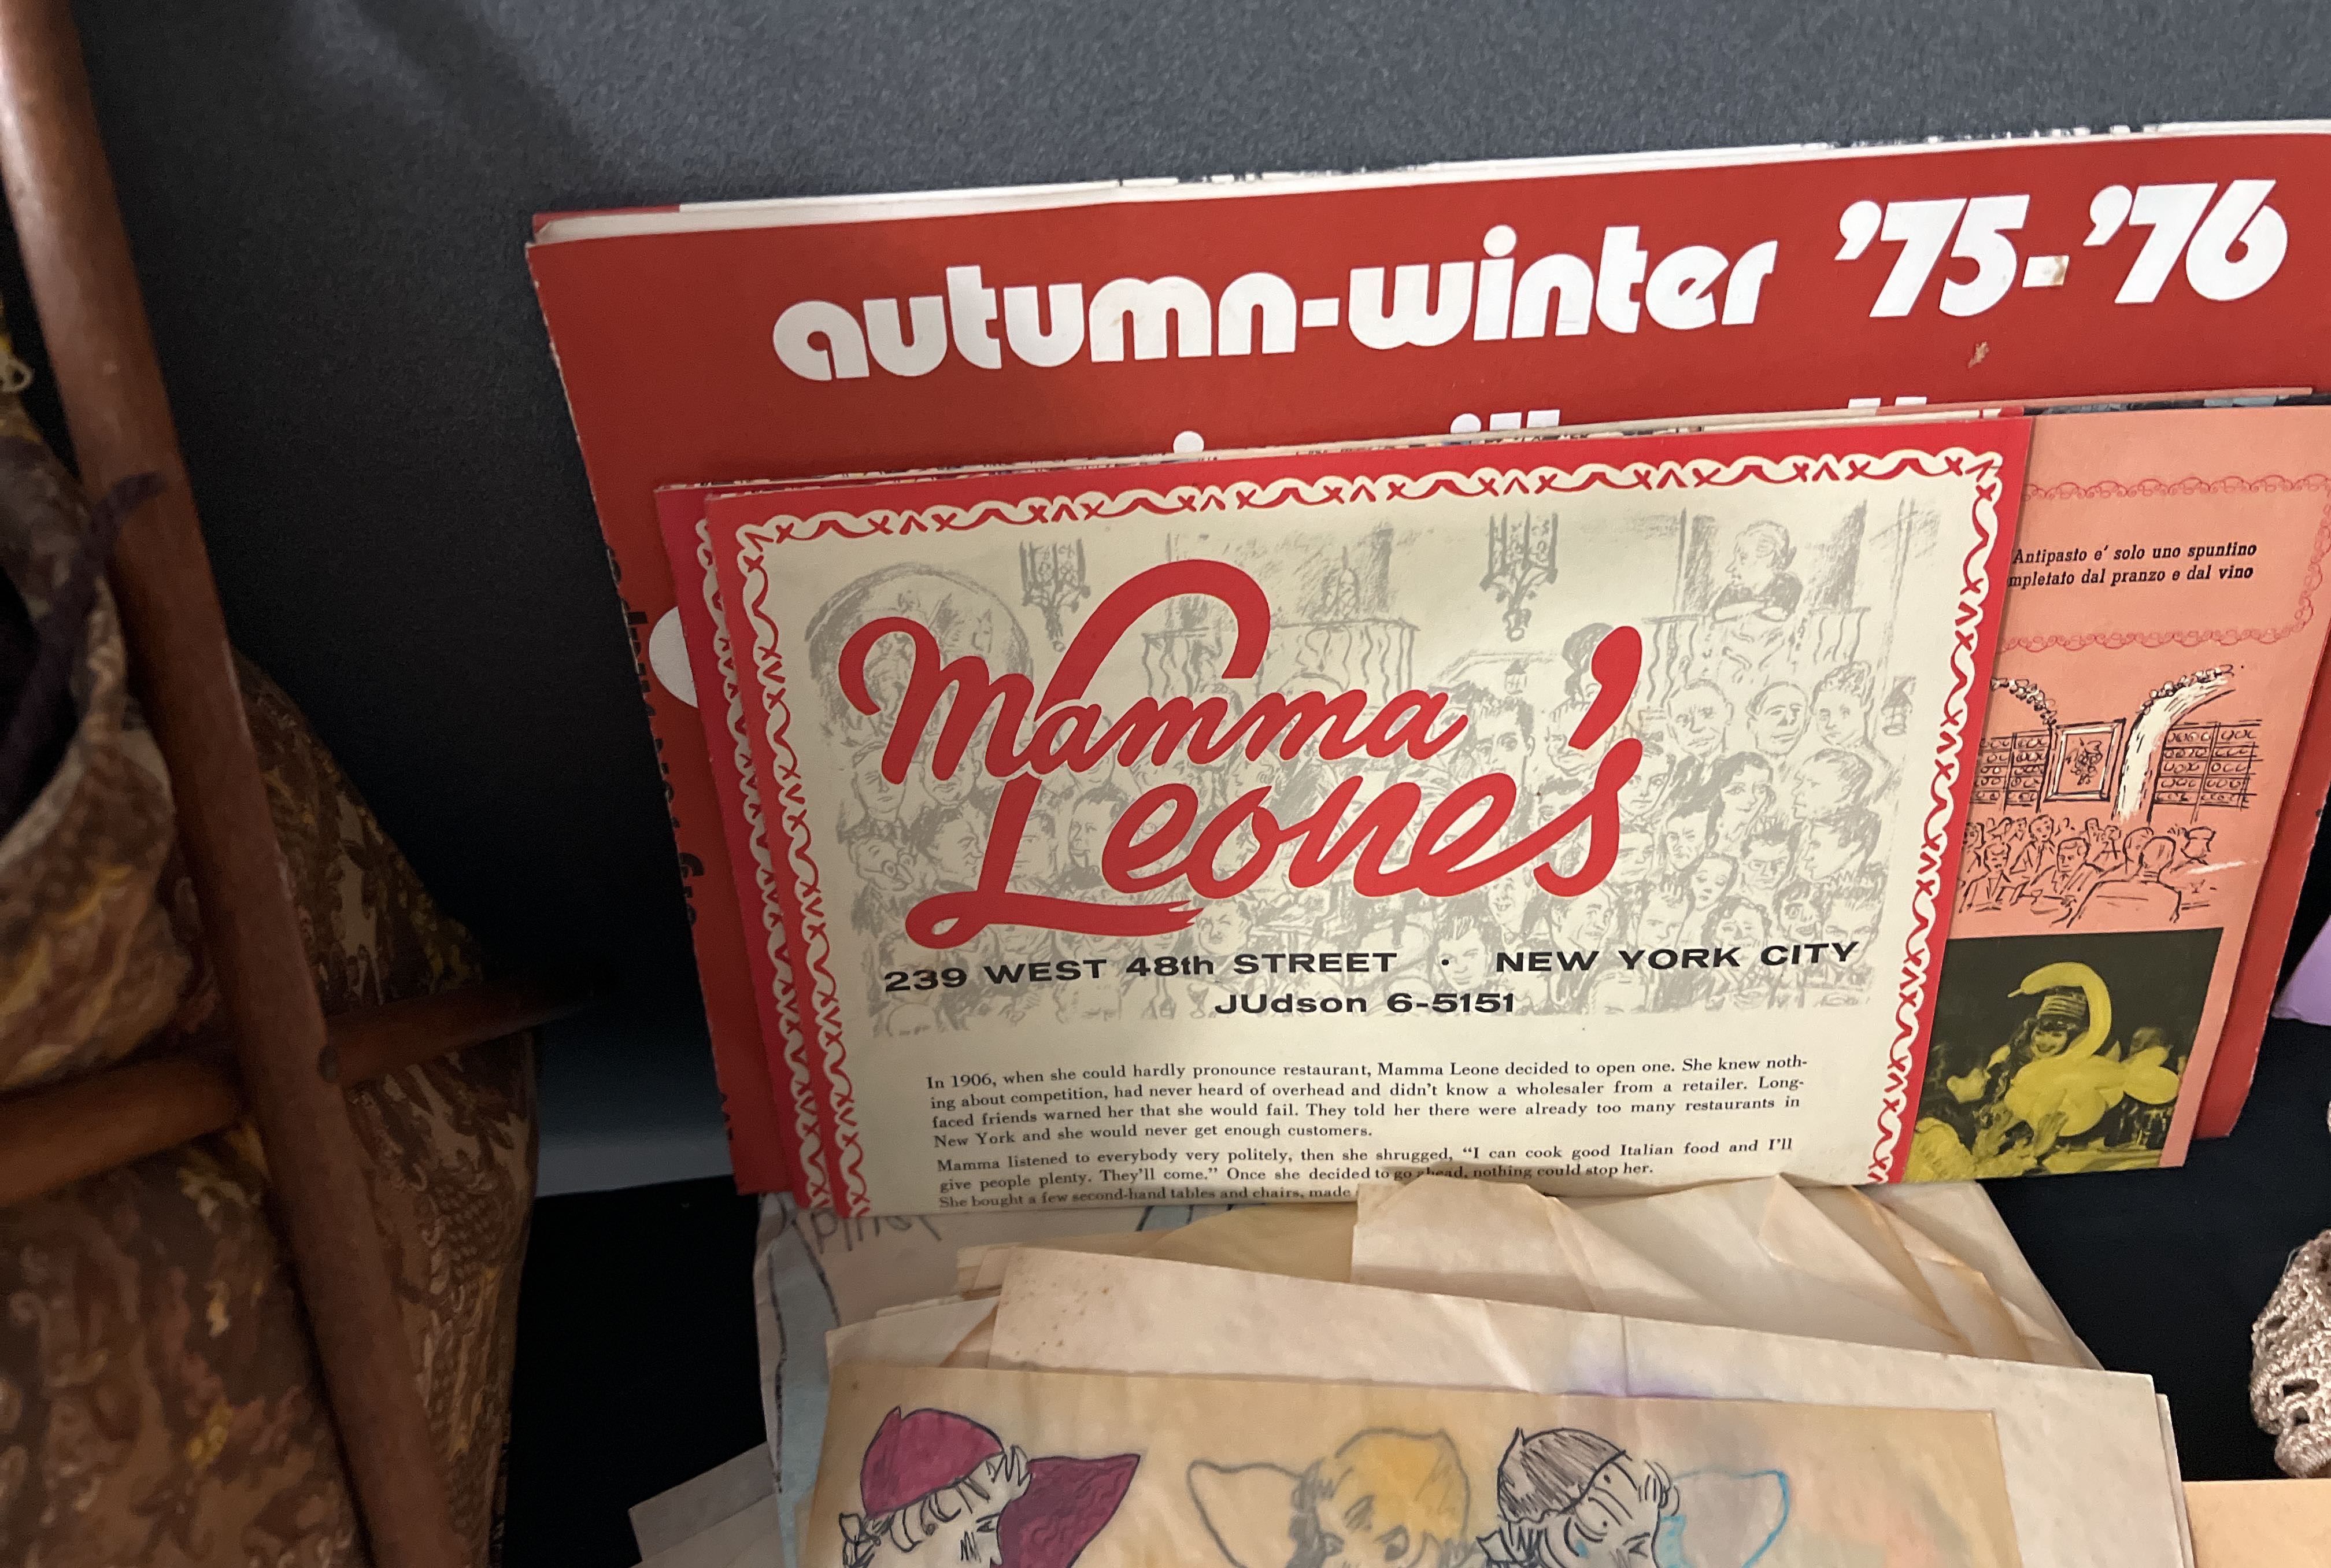 autumn-winter '75-'76
Mamma
Leone's
239 WEST 48th STREET · NEW YORK CITY
JUdson 6-5151
In 1906, when she could hardly pronounce restaurant, Mamma Leone decided to open one. She knew noth-
ing about competition, had never heard of overhead and didn't know a wholesaler from a retailer. Long-
faced friends warned her that she would fail. They told her there were already too many restaurants in
New York and she would never get enough customers.
Mamma listened to everybody very politely, then she shrugged, "I can cook good Italian food and I'll
give people plenty. They'll come." Once she decided to go ahead, nothing could stop her.
She bought a few second-hand tables and chairs, made
Antipasto e' solo uno spuntino
mpletato dal pranzo e dal vino